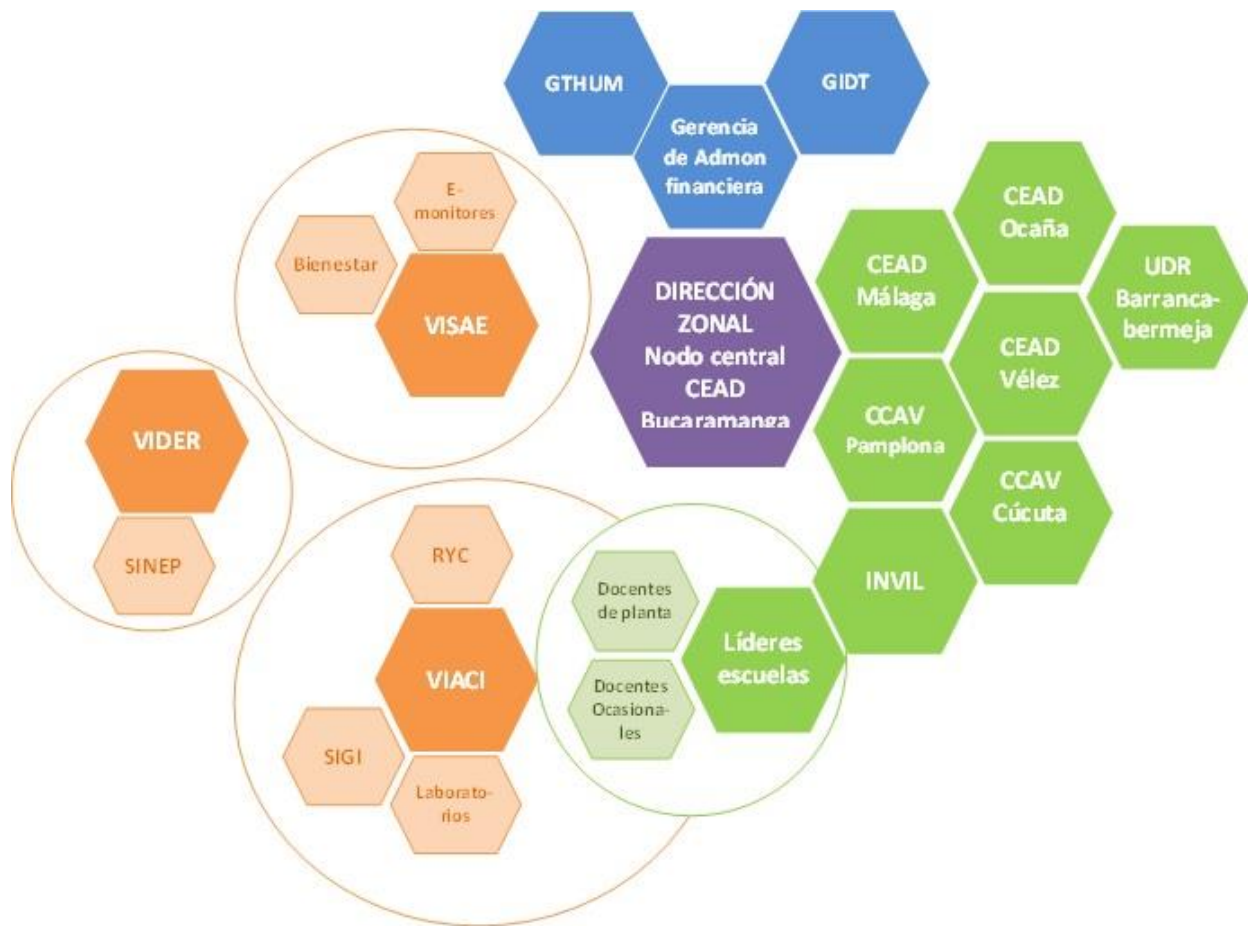 GTHUM
GIDT
Gerencia
de Admon
financiera
E-
monitores
Bienestar
VISAE
DIRECCIÓN
ZONAL
Nodo central
CEAD
Bucaramanga
CEAD
Ocaña
CEAD
Málaga
UDR
Barranca-
bermeja
CEAD
Vélez
CCAV
Pamplona
CCAV
Cúcuta
INVIL
VIDER
SINEP
RYC
VIACI
SIGI
Laborato-
rios
Docentes
de planta
Docentes
Ocasiona-
les
Líderes
escuelas